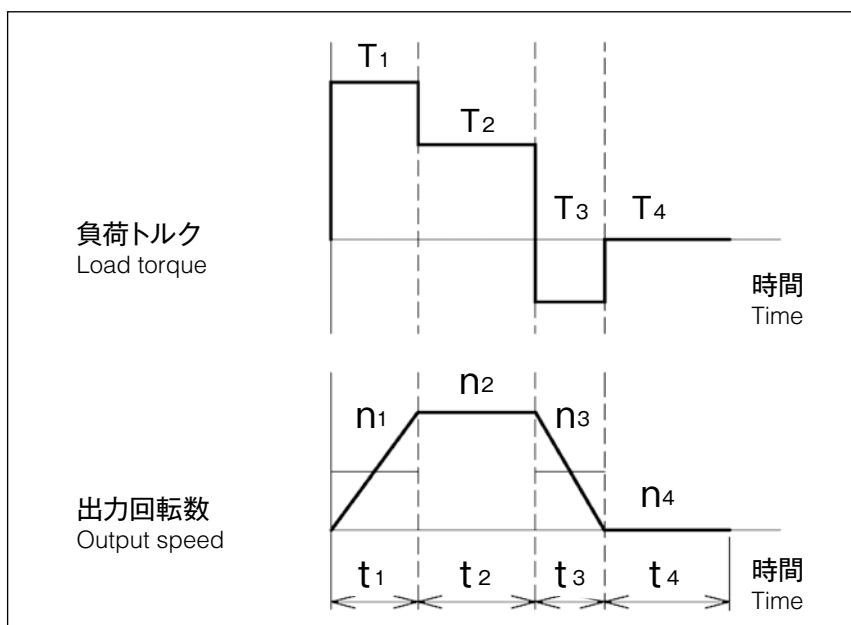 T1
T2
T3 T4
負荷トルク
Load torque
時間
Time
n1 n2 n3
n4
出力回転数
Output speed
t1 t2 t3 t4
時間
Time